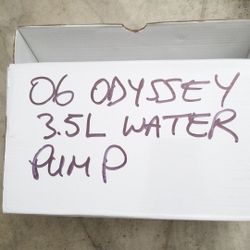 06 ODYSSEY
3.5L WATER
PUMP